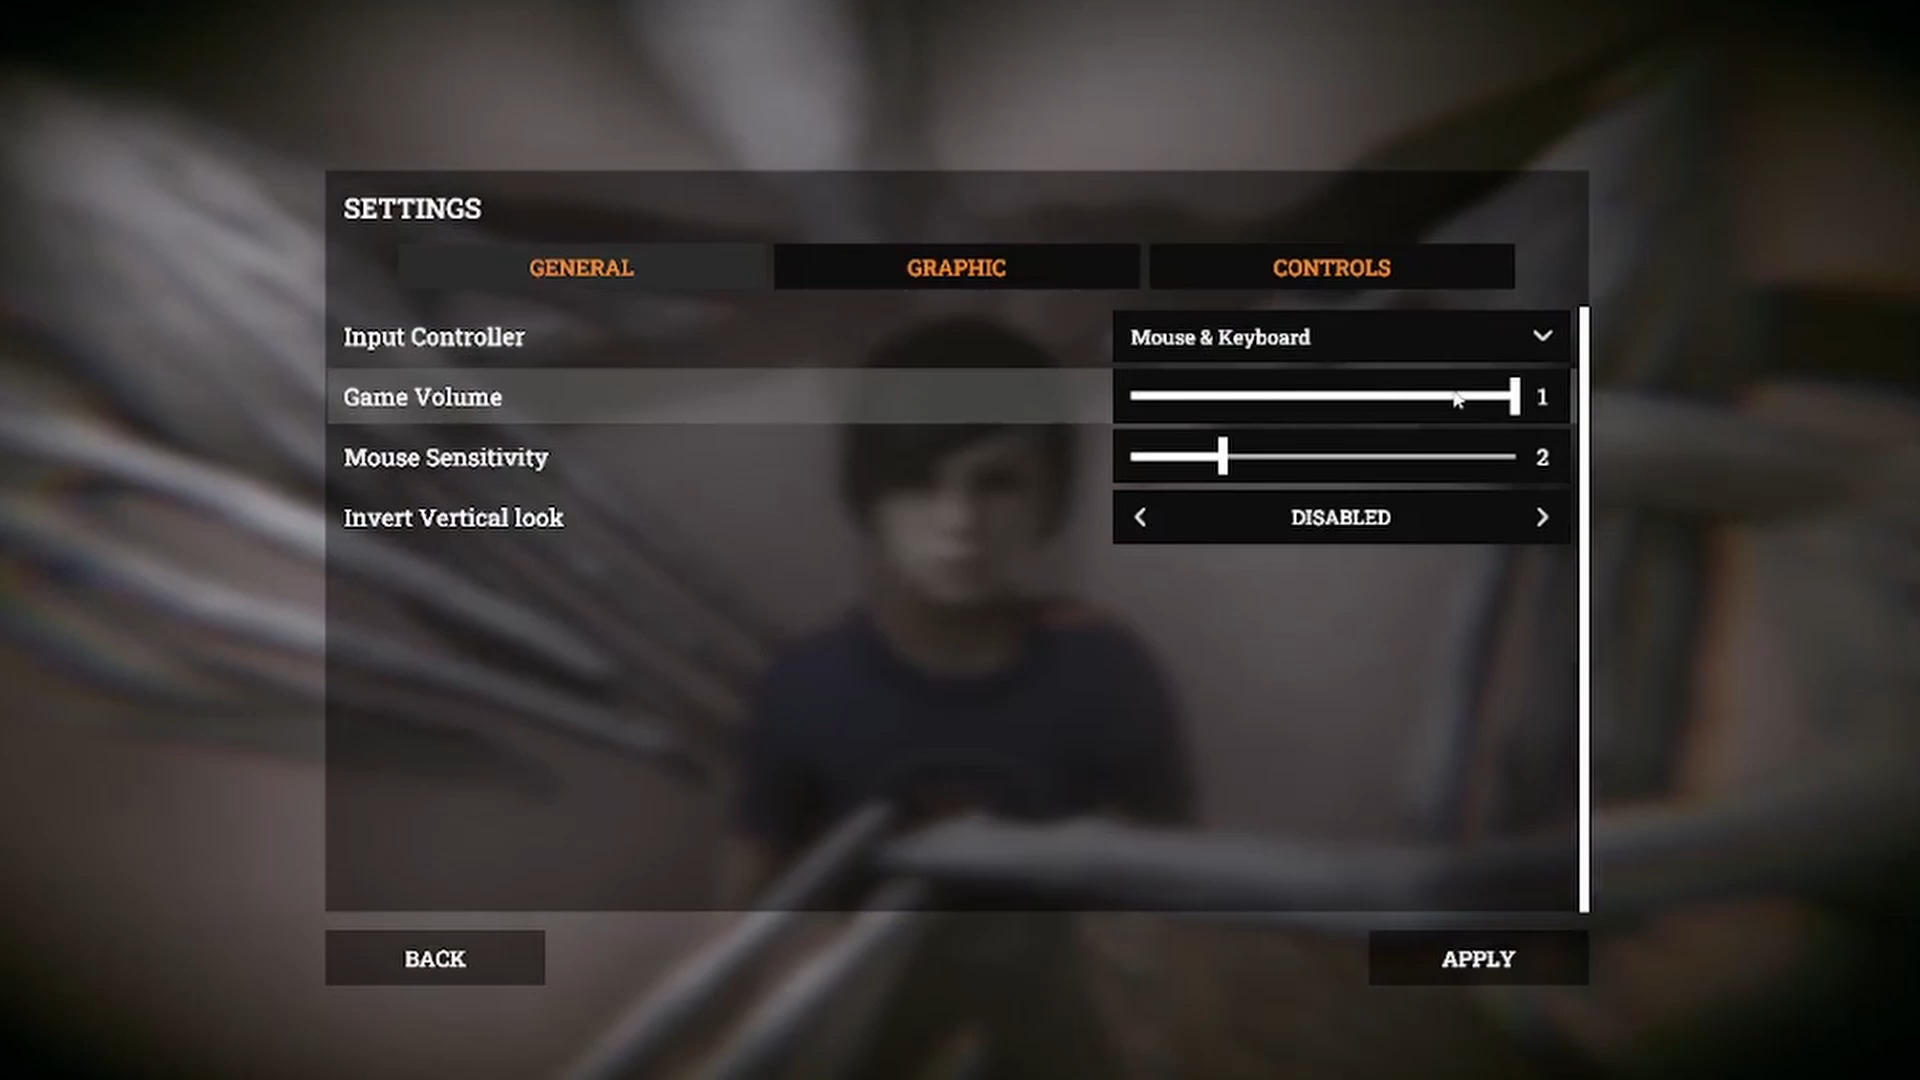 SETTINGS
GENERAL GRAPHIC CONTROLS
Input Controller Mouse & Keyboard
Game Volume 1
Mouse Sensitivity 2
Invert Vertical look DISABLED
BACK APPLY